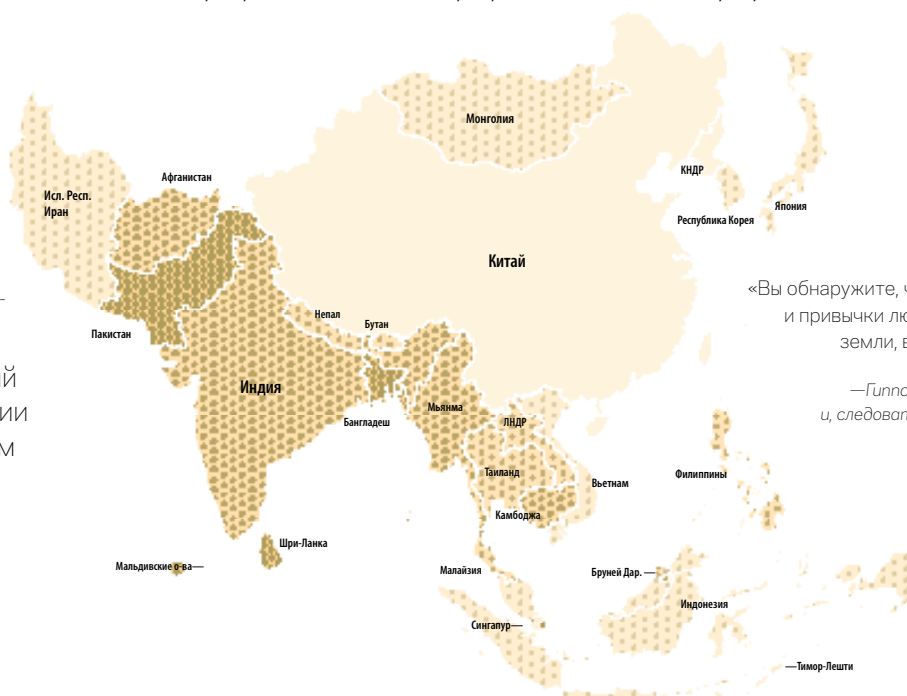 Монголия
КНДР
Афганистан
Исл. Респ.
Иран
Япония
Республика Корея
Китай
«Вы обнаружите, ч
и привычки лю
земли, в
Непал
Бутан
Пакистан
й
ии
м
Индия
—Гиппо
и, следоват
Мьянма
Бангладеш
ЛНДР
Таиланд
Вьетнам
Филиппины
Камбоджа
Шри-Ланка
Мальдивские о-ва—
Малайзия
Бруней Дар. —
Индонезия
Сингапур—
—Тимор-Лешти